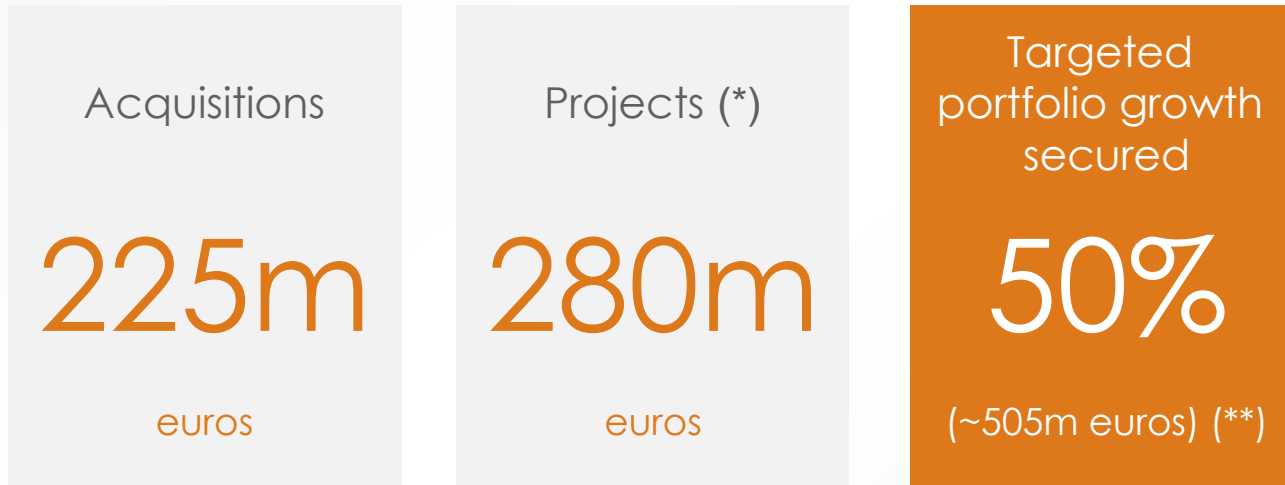 Acquisitions
225m
euros
Projects (*)
280m
euros
Targeted
portfolio growth
secured
50%
(~505m euros) (**)